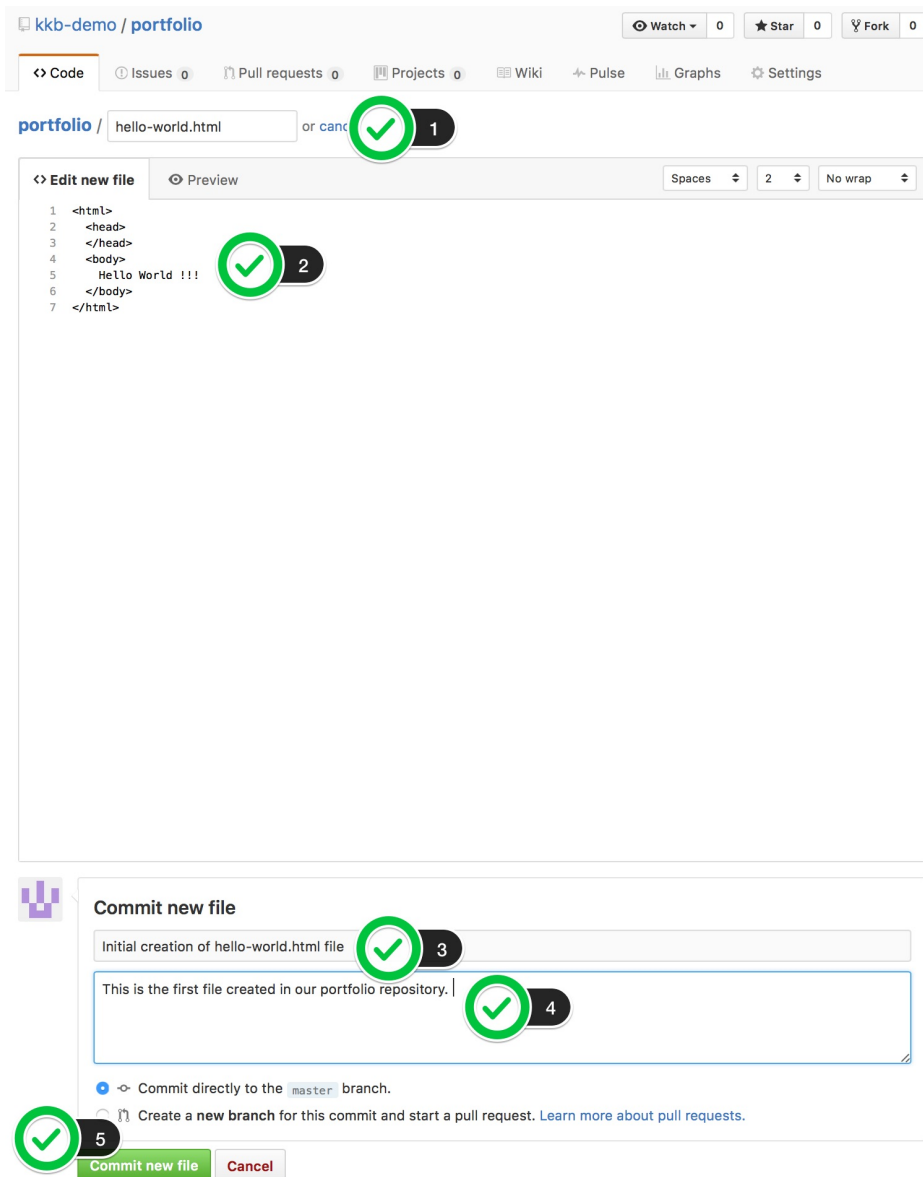 kkb-demo / portfolio
Watch 0 Star 0 Fork 0
Code Issues 0 Pull requests 0 Projects 0 Wiki Pulse Graphs Settings
portfolio / hello-world.html or canc 1
Edit new file Preview Spaces 2 No wrap
1 <html>
2 <head>
3 </head>
4 <body>
5 Hello World !!!
6 </body>
7 </html>
2
Commit new file
Initial creation of hello-world.html file 3
This is the first file created in our portfolio repository.
4
Commit directly to the master branch.
Create a new branch for this commit and start a pull request. Learn more about pull requests.
5
Commit new file Cancel